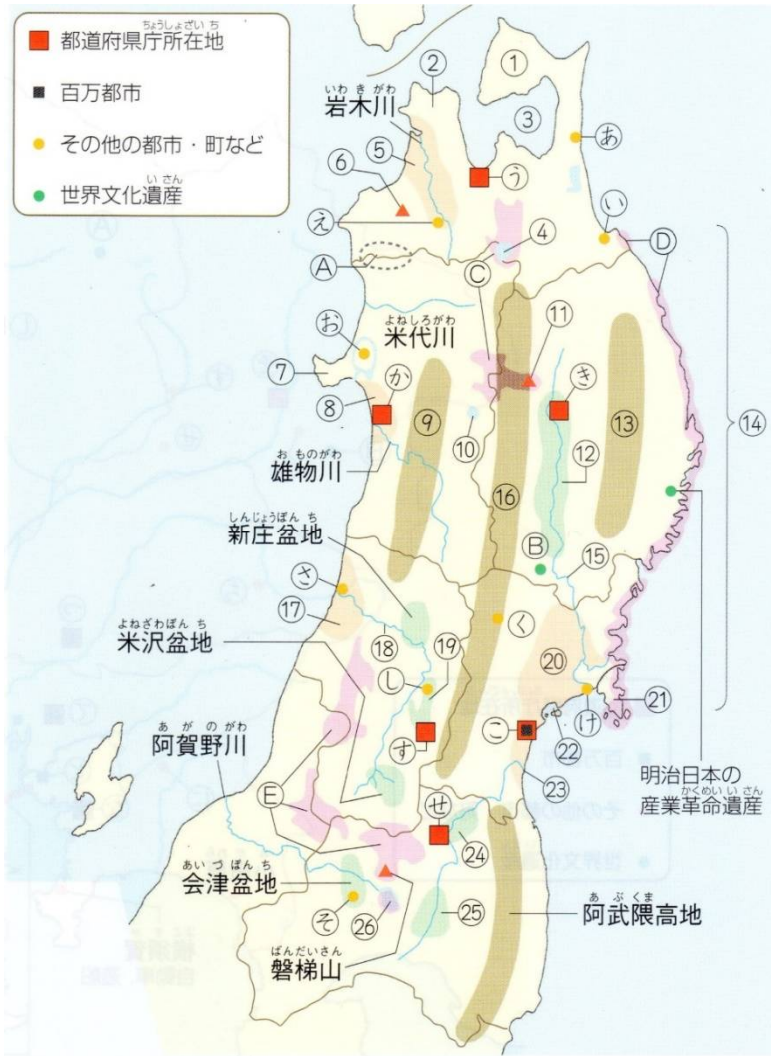 ちょうしょざいち
都道府県庁所在地
百万都市
その他の都市・町など
いさん
世界文化遺産
①
②
いわきがわ
岩木川
③
あ
⑤
う
⑥
い
え
④
D
A
C
お
よねしろがわ
米代川
⑪
⑦
か
き
⑧
⑨
⑬
⑭
⑩
⑫
おものがわ
雄物川
⑯
しんじょうぼんち
新庄盆地
B
⑮
さ
⑰
く
よねざわぼんち
米沢盆地
⑱
⑲
⑳
し
け
㉑
あがのがわ
阿賀野川
す
こ
㉒
㉓
明治日本の
かくめいいさん
産業革命遺産
E
せ
㉔
あいづぼんち
会津盆地
そ
㉖
㉕
あぶくま
阿武隈高地
ばんだいさん
磐梯山